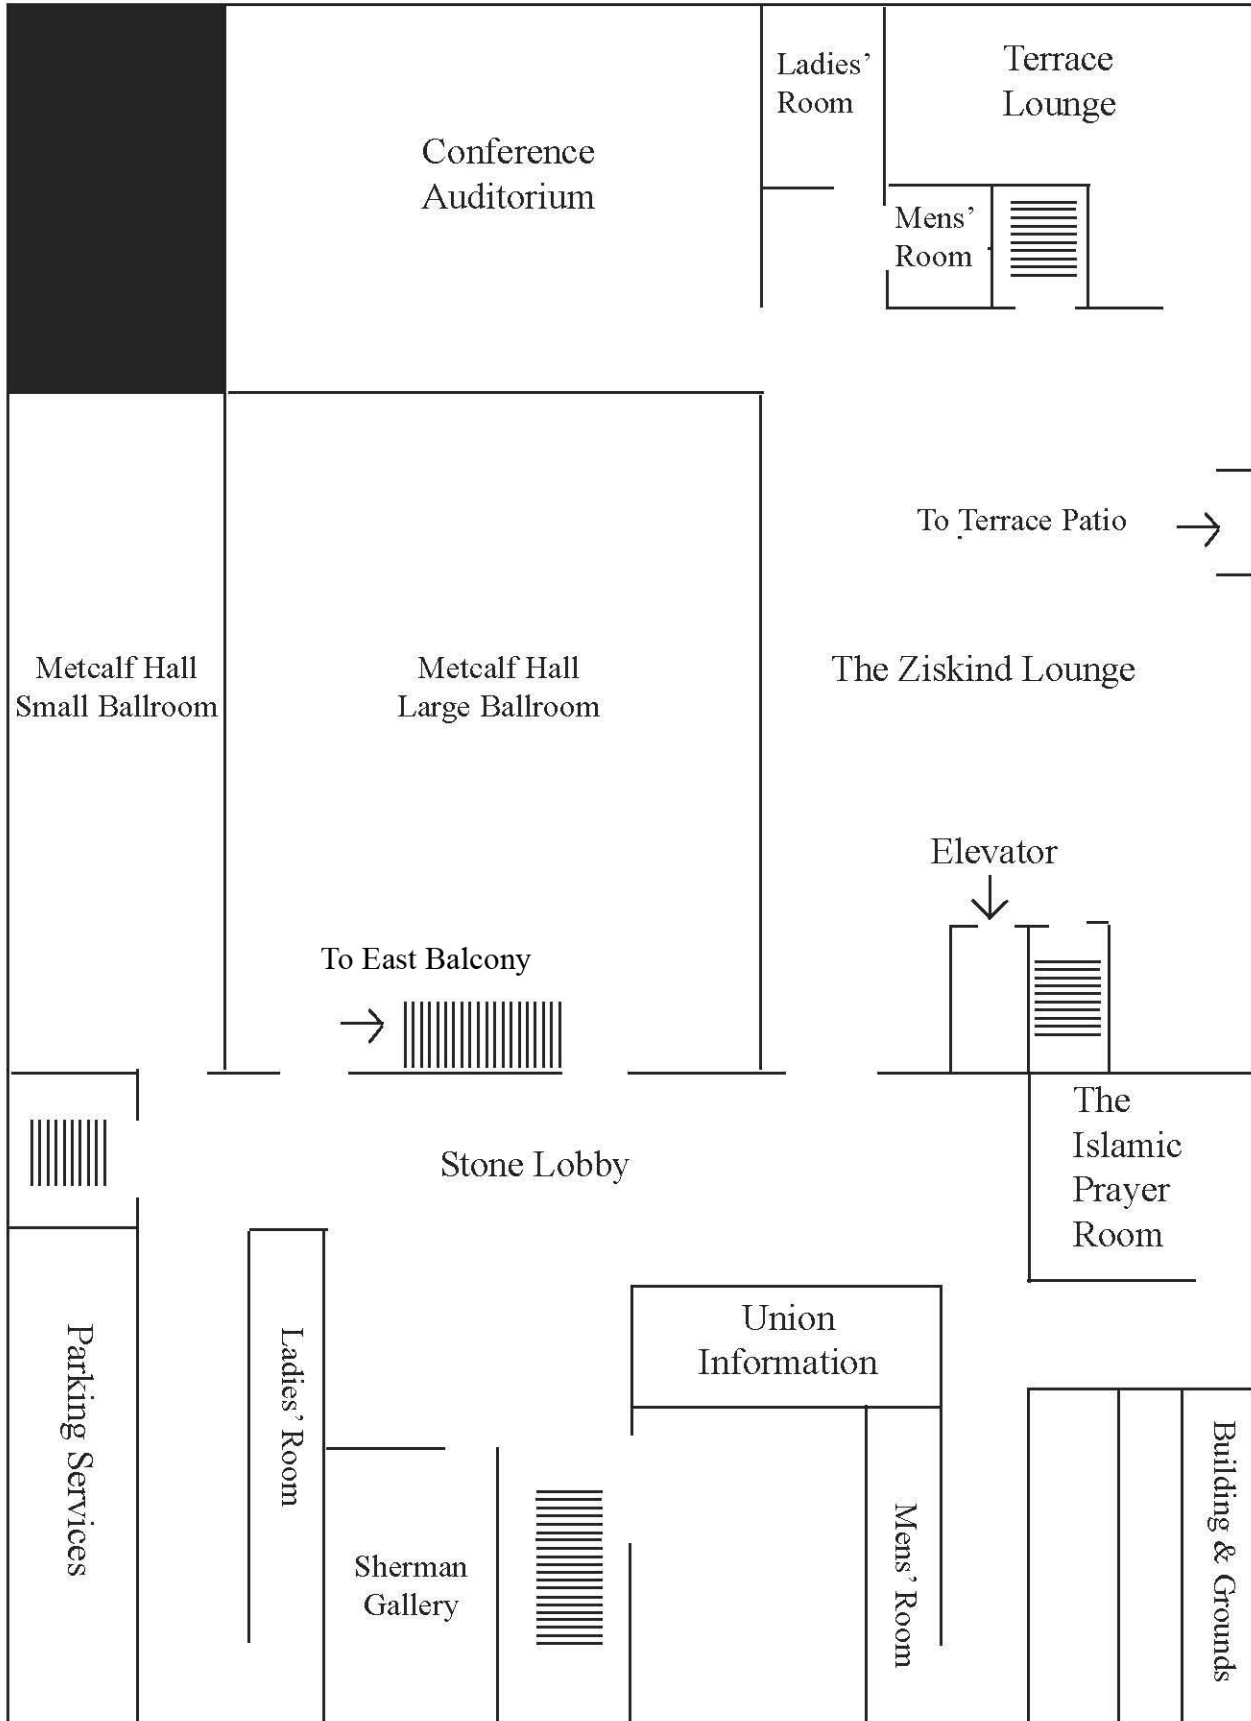 Ladies’
Room
Terrace
Lounge
Conference
Auditorium
Mens’
Room
To Terrace Patio
Metcalf Hall
Small Ballroom
Metcalf Hall
Large Ballroom
The Ziskind Lounge
Elevator
To East Balcony
The
Islamic
Prayer
Room
Stone Lobby
Union
Information
Parking Services
Ladies’ Room
Sherman
Gallery
Mens’ Room
Building & Grounds